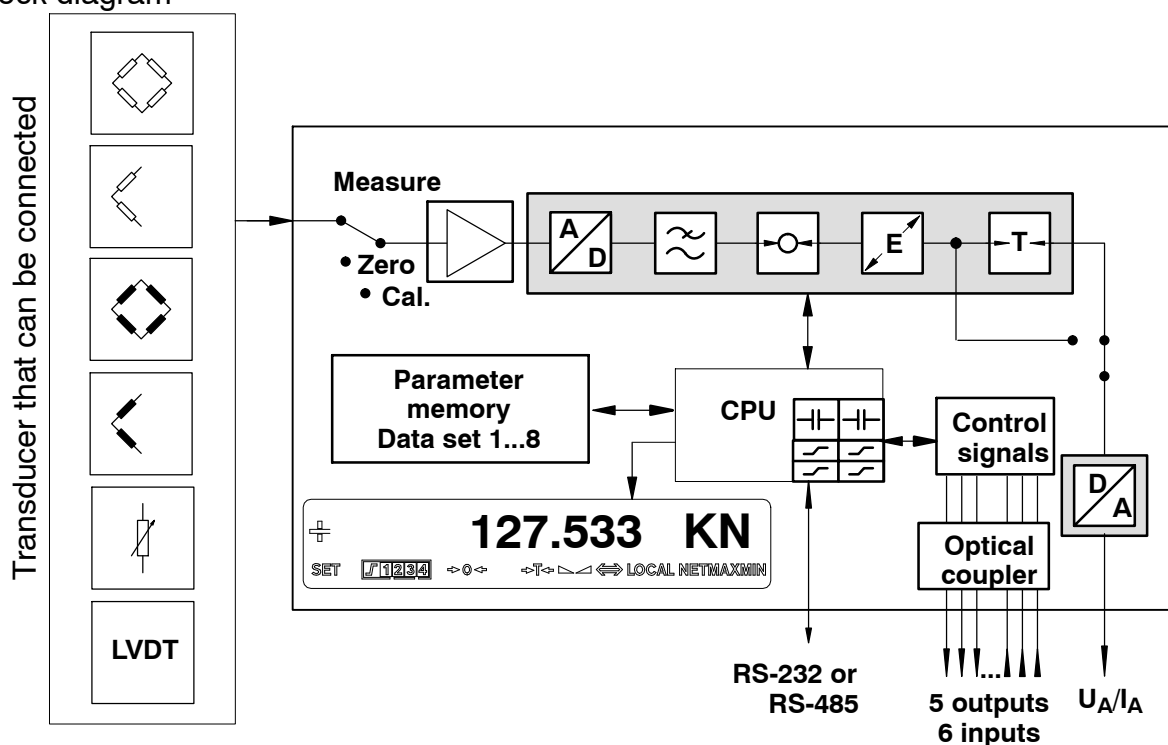 ock diagram
Transducer that can be connected
LVDT
Measure
Zero
Cal.
A
D
E
T
Parameter
memory
Data set 1...8
CPU
Control
signals
D
A
127.533 KN
SET 1234 0 T LOCAL NETMAXMIN
Optical
coupler
RS-232 or
RS-485
...
5 outputs
6 inputs
UA/IA